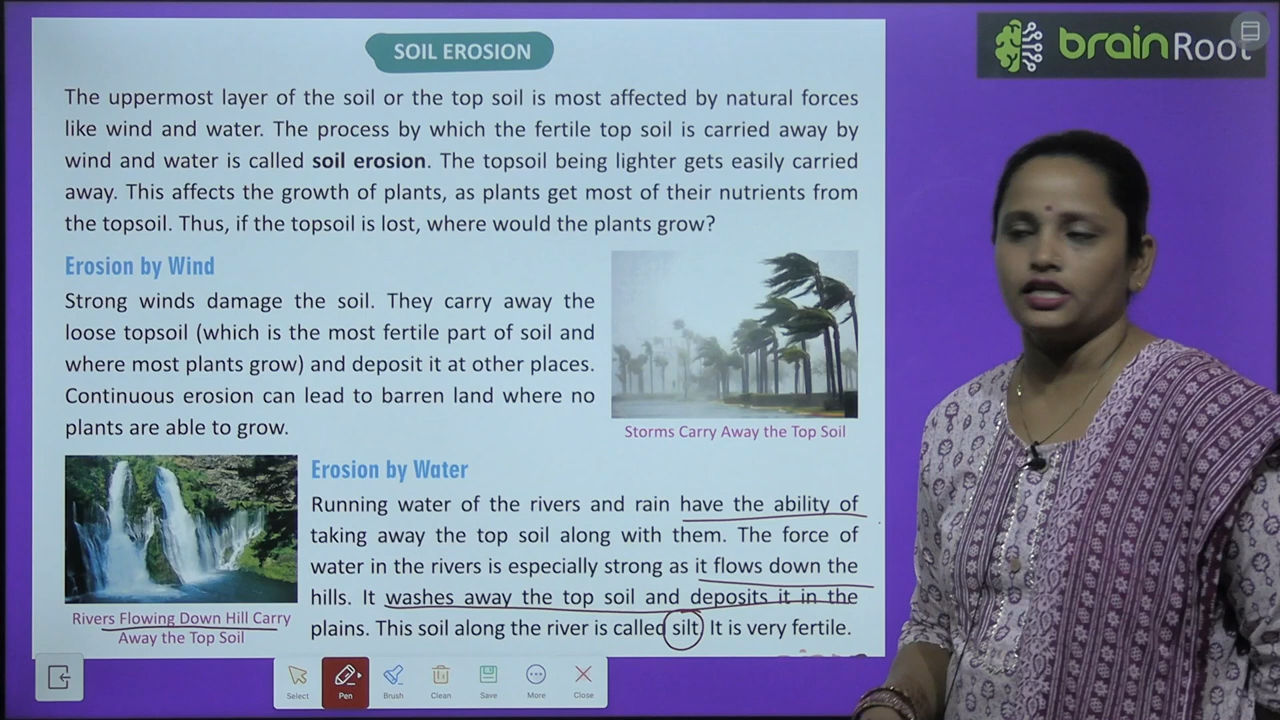 SOIL EROSION
brainRoot
The uppermost layer of the soil or the top soil is most affected by natural forces
like wind and water. The process by which the fertile top soil is carried away by
wind and water is called soil erosion. The topsoil being lighter gets easily carried
away. This affects the growth of plants, as plants get most of their nutrients from
the topsoil. Thus, if the topsoil is lost, where would the plants grow?
Erosion by Wind
Strong winds damage the soil. They carry away the
loose topsoil (which is the most fertile part of soil and
where most plants grow) and deposit it at other places.
Continuous erosion can lead to barren land where no
plants are able to grow.
Storms Carry Away the Top Soil
Erosion by Water
Running water of the rivers and rain have the ability of
taking away the top soil along with them. The force of
water in the rivers is especially strong as it flows down the
hills. It washes away the top soil and deposits it in the
plains. This soil along the river is called silt. It is very fertile.
Rivers Flowing Down Hill Carry
Away the Top Soil
Select
Pen
Brush
Clean
Save
More
Close